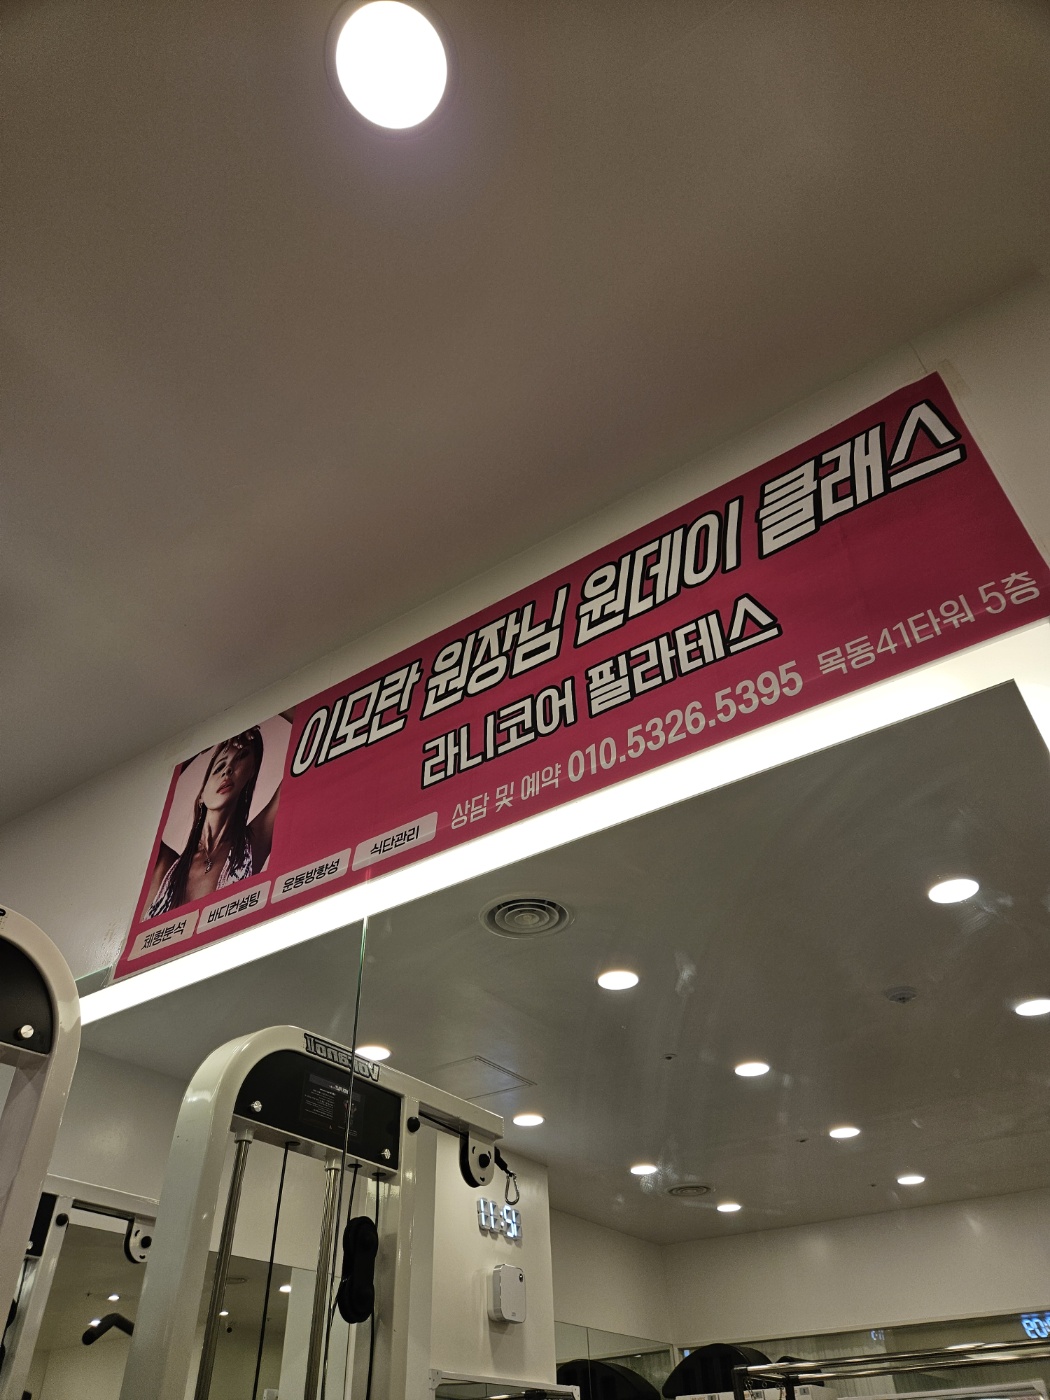 이모란 원장님 원데이 클래스
라니코어 필라테스
상담 및 예약 010.5326.5395 목동41타워 5층
체형분석 바디컨설팅 운동방향성 식단관리